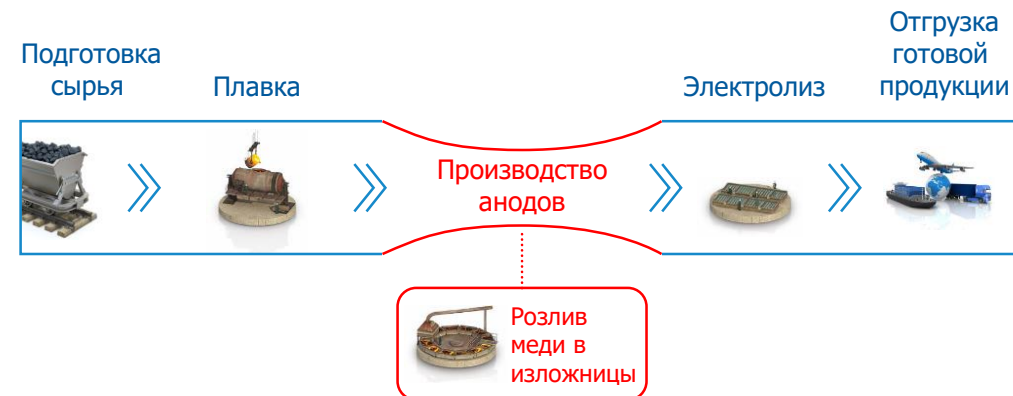 Подготовка
сырья
Плавка
Производство
анодов
Электролиз
Отгрузка
готовой
продукции
Розлив
меди в
изложницы